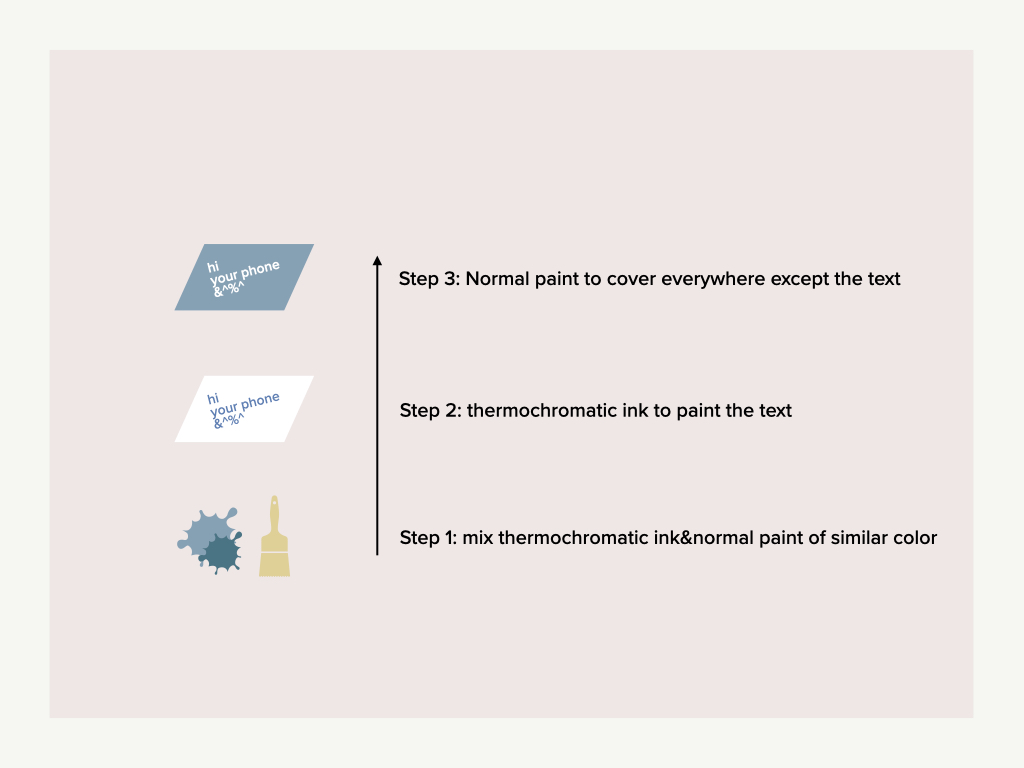 hi
your phone
&^%^
Step 3: Normal paint to cover everywhere except the text
hi
your phone
&^%^
Step 2: thermochromatic ink to paint the text
Step 1: mix thermochromatic ink&normal paint of similar color